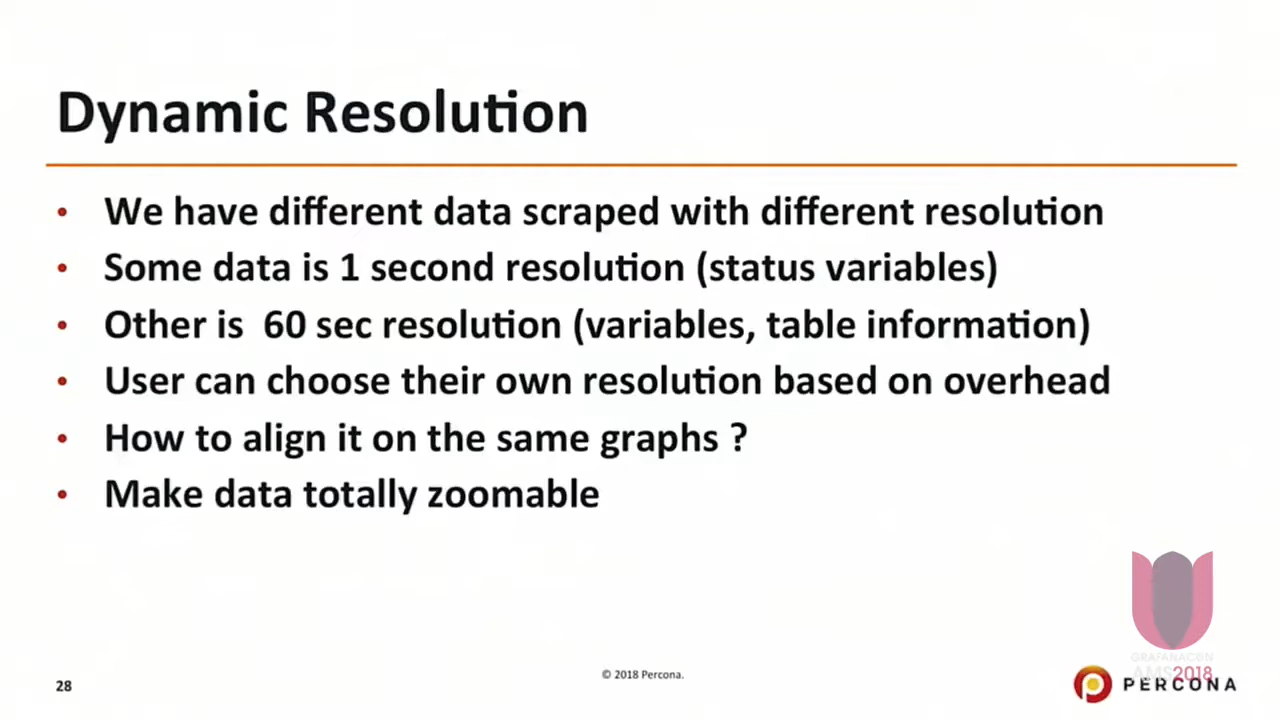 Dynamic Resolution
• We have different data scraped with different resolution
• Some data is 1 second resolution (status variables)
• Other is  60 sec resolution (variables, table information)
• User can choose their own resolution based on overhead
• How to align it on the same graphs ?
• Make data totally zoomable
GRAFANACON
AMS2018
28
© 2018 Percona.
PERCONA